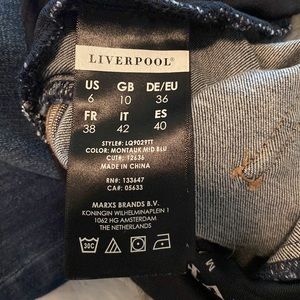 LIVERPOOL®
US GB DE/EU
6 10 36
FR IT ES
38 42 40
STYLE#: LQ9029TT
COLOR: MONTAUK MID BLU
CUT#: 12636
MADE IN CHINA
RN#: 133647
CA#: 05633
MARXS BRANDS B.V.
KONINGIN WILHELMINAPLEIN 1
1062 HG AMSTERDAM
THE NETHERLANDS
30C